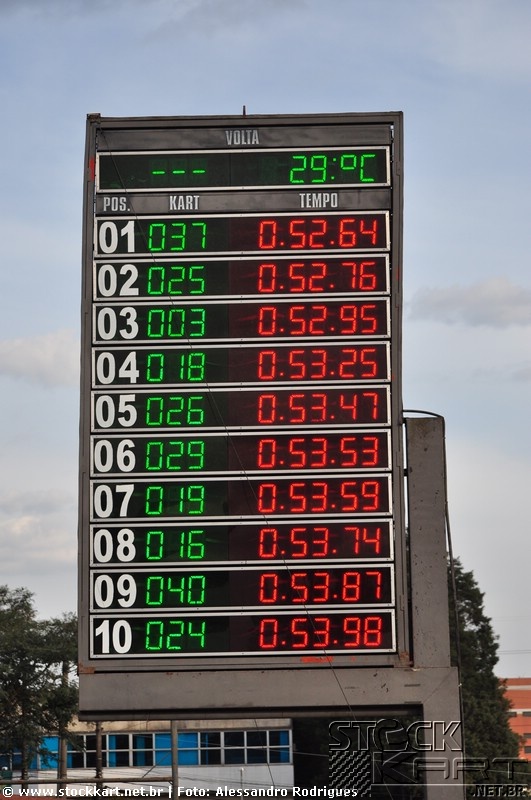 VOLTA
--- 29:ºC
POS. KART TEMPO
01 037 0.52.64
02 025 0.52.76
03 003 0.52.95
04 018 0.53.25
05 026 0.53.47
06 029 0.53.53
07 019 0.53.59
08 016 0.53.74
09 040 0.53.87
10 024 0.53.98
STOCK
KART
.NET.BR
© www.stockkart.net.br | Foto: Alessandro Rodrigues